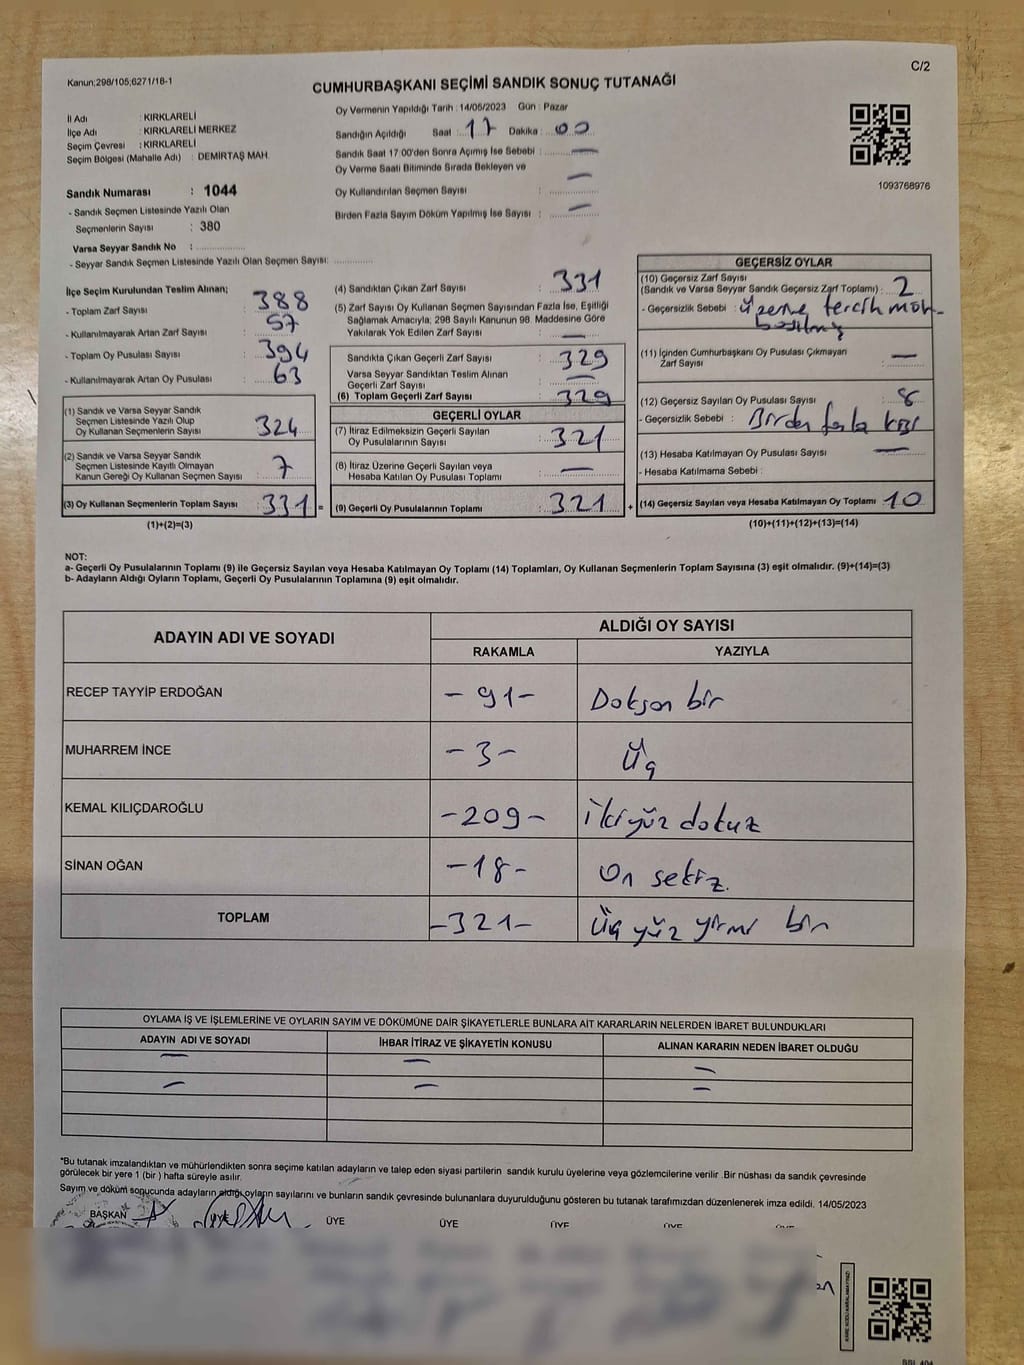 Kanun;298/105;6271/18-1
C/2
CUMHURBAŞKANI SEÇİMİ SANDIK SONUÇ TUTANAĞI
İl Adı : KIRKLARELİ
İlçe Adı : KIRKLARELİ MERKEZ
Seçim Çevresi : KIRKLARELİ
Seçim Bölgesi (Mahalle Adı) : DEMİRTAŞ MAH.
Sandık Numarası : 1044
- Sandık Seçmen Listesinde Yazılı Olan
Seçmenlerin Sayısı : 380
Varsa Seyyar Sandık No :
- Seyyar Sandık Seçmen Listesinde Yazılı Olan Seçmen Sayısı:
Oy Vermenin Yapıldığı Tarih : 14/05/2023 Gün : Pazar
Sandığın Açıldığı Saat : 17 Dakika : 00
Sandık Saat 17:00'den Sonra Açımış İse Sebebi : —
Oy Verme Saati Bitiminde Sırada Bekleyen ve
Oy Kullandırılan Seçmen Sayısı : —
Birden Fazla Sayım Döküm Yapılmış İse Sayısı : —
1093768976
İlçe Seçim Kurulundan Teslim Alınan;
- Toplam Zarf Sayısı : 388
- Kullanılmayarak Artan Zarf Sayısı : 57
- Toplam Oy Pusulası Sayısı : 394
- Kullanılmayarak Artan Oy Pusulası : 63
(1) Sandık ve Varsa Seyyar Sandık
Seçmen Listesinde Yazılı Olup
Oy Kullanan Seçmenlerin Sayısı : 324
(2) Sandık ve Varsa Seyyar Sandık
Seçmen Listesinde Kayıtlı Olmayan
Kanun Gereği Oy Kullanan Seçmen Sayısı : 7
(3) Oy Kullanan Seçmenlerin Toplam Sayısı : 331 =
(1)+(2)=(3)
(4) Sandıktan Çıkan Zarf Sayısı : 331
(5) Zarf Sayısı Oy Kullanan Seçmen Sayısından Fazla İse, Eşitliği
Sağlamak Amacıyla, 298 Sayılı Kanunun 98. Maddesine Göre
Yakılarak Yok Edilen Zarf Sayısı : —
Sandıkta Çıkan Geçerli Zarf Sayısı : 329
Varsa Seyyar Sandıktan Teslim Alınan
Geçerli Zarf Sayısı : —
(6) Toplam Geçerli Zarf Sayısı : 329
GEÇERLİ OYLAR
(7) İtiraz Edilmeksizin Geçerli Sayılan
Oy Pusulalarının Sayısı : 321
(8) İtiraz Üzerine Geçerli Sayılan veya
Hesaba Katılan Oy Pusulası Toplamı : —
(9) Geçerli Oy Pusulalarının Toplamı : 321 +
GEÇERSİZ OYLAR
(10) Geçersiz Zarf Sayısı
(Sandık ve Varsa Seyyar Sandık Geçersiz Zarf Toplamı) : 2
- Geçersizlik Sebebi : Üzerine tercih müh-
basılmış
(11) İçinden Cumhurbaşkanı Oy Pusulası Çıkmayan
Zarf Sayısı : —
(12) Geçersiz Sayılan Oy Pusulası Sayısı : 8
- Geçersizlik Sebebi : Birden fazla kişi
(13) Hesaba Katılmayan Oy Pusulası Sayısı : —
- Hesaba Katılmama Sebebi :
(14) Geçersiz Sayılan veya Hesaba Katılmayan Oy Toplamı : 10
(10)+(11)+(12)+(13)=(14)
NOT:
a- Geçerli Oy Pusulalarının Toplamı (9) ile Geçersiz Sayılan veya Hesaba Katılmayan Oy Toplamı (14) Toplamları, Oy Kullanan Seçmenlerin Toplam Sayısına (3) eşit olmalıdır. (9)+(14)=(3)
b- Adayların Aldığı Oyların Toplamı, Geçerli Oy Pusulalarının Toplamına (9) eşit olmalıdır.
ADAYIN ADI VE SOYADI ALDIĞI OY SAYISI
RAKAMLA YAZIYLA
RECEP TAYYİP ERDOĞAN -91- Doksan bir
MUHARREM İNCE -3- Üç
KEMAL KILIÇDAROĞLU -209- İkiyüz dokuz
SİNAN OĞAN -18- On sekiz.
TOPLAM -321- Üç yüz yirmi bir
OYLAMA İŞ VE İŞLEMLERİNE VE OYLARIN SAYIM VE DÖKÜMÜNE DAİR ŞİKAYETLERLE BUNLARA AİT KARARLARIN NELERDEN İBARET BULUNDUKLARI
ADAYIN ADI VE SOYADI İHBAR İTİRAZ VE ŞİKAYETİN KONUSU ALINAN KARARIN NEDEN İBARET OLDUĞU
— — —
— — —
*Bu tutanak imzalandıktan ve mühürlendikten sonra seçime katılan adayların ve talep eden siyasi partilerin sandık kurulu üyelerine veya gözlemcilerine verilir .Bir nüshası da sandık çevresinde
görülecek bir yere 1 (bir ) hafta süreyle asılır.
Sayım ve döküm sonucunda adayların aldığı oyların sayılarını ve bunların sandık çevresinde bulunanlara duyurulduğunu gösteren bu tutanak tarafımızdan düzenlenerek imza edildi. 14/05/2023
BAŞKAN ÜYE ÜYE ÜYE ÜYE ÜYE ÜYE